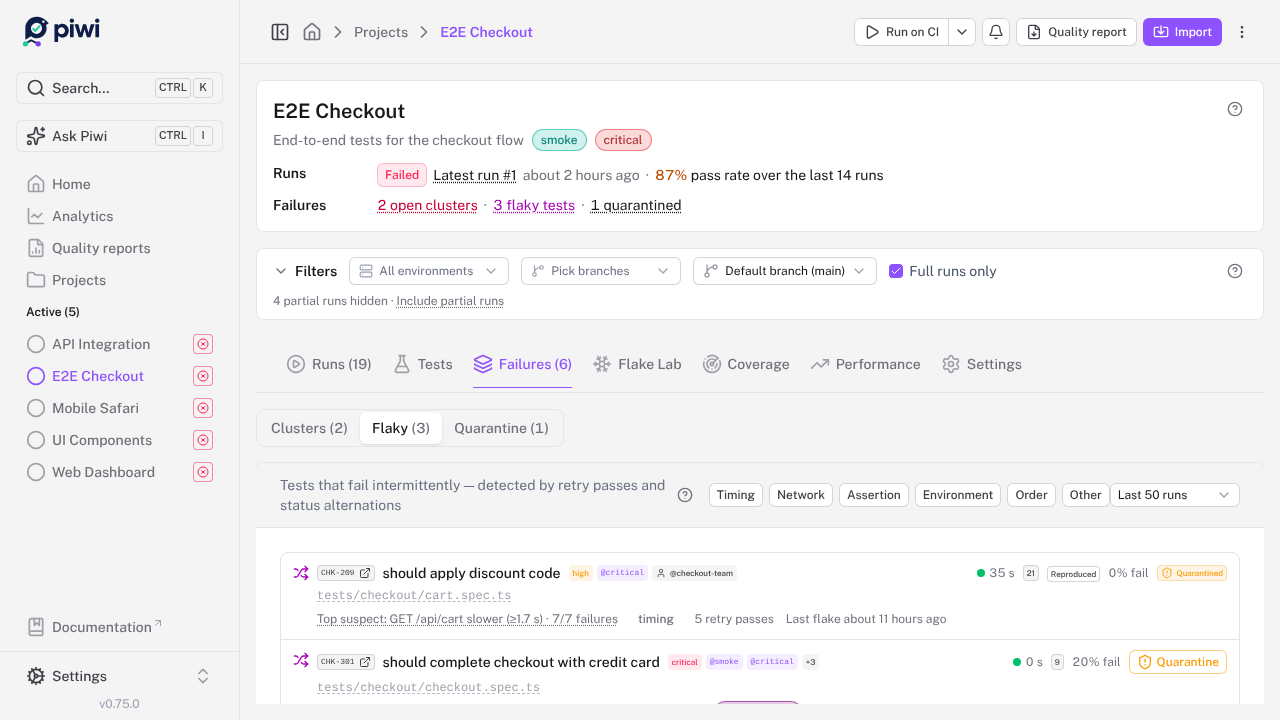 piwi
Search...
CTRL K
Ask Piwi
CTRL I
Home
Analytics
Quality reports
Projects
Active (5)
API Integration
E2E Checkout
Mobile Safari
UI Components
Web Dashboard
Documentation
Settings
v0.75.0
Projects
E2E Checkout
Run on CI
Quality report
Import
E2E Checkout
End-to-end tests for the checkout flow smoke critical
Runs Failed Latest run #1 about 2 hours ago · 87% pass rate over the last 14 runs
Failures 2 open clusters · 3 flaky tests · 1 quarantined
Filters All environments Pick branches Default branch (main) Full runs only
4 partial runs hidden · Include partial runs
Runs (19) Tests Failures (6) Flake Lab Coverage Performance Settings
Clusters (2) Flaky (3) Quarantine (1)
Tests that fail intermittently — detected by retry passes and
status alternations
Timing Network Assertion Environment Order Other Last 50 runs
CHK-209 should apply discount code high @critical @checkout-team 35 s 21 Reproduced 0% fail Quarantined
tests/checkout/cart.spec.ts
Top suspect: GET /api/cart slower (≥1.7 s) · 7/7 failures timing 5 retry passes Last flake about 11 hours ago
CHK-301 should complete checkout with credit card critical @smoke @critical +3 0 s 9 20% fail Quarantine
tests/checkout/checkout.spec.ts